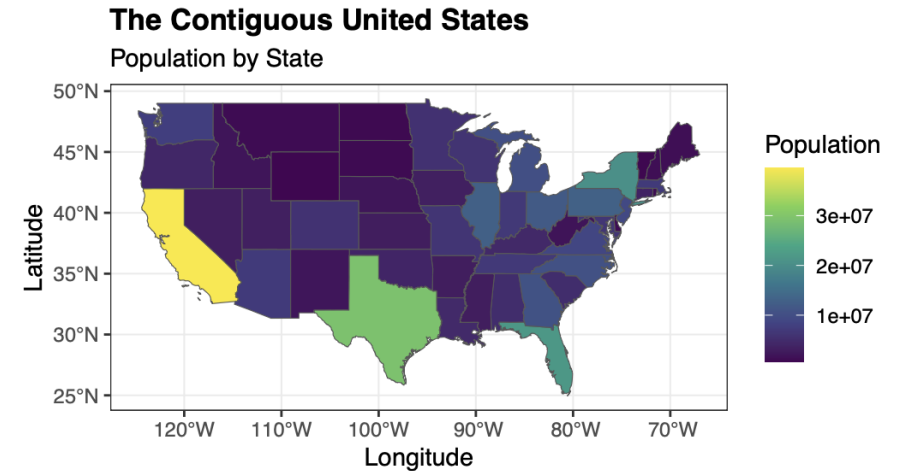 The Contiguous United States
Population by State
50°N
45°N
40°N
35°N
30°N
25°N
Latitude
120°W 110°W 100°W 90°W 80°W 70°W
Longitude
Population
3e+07
2e+07
1e+07